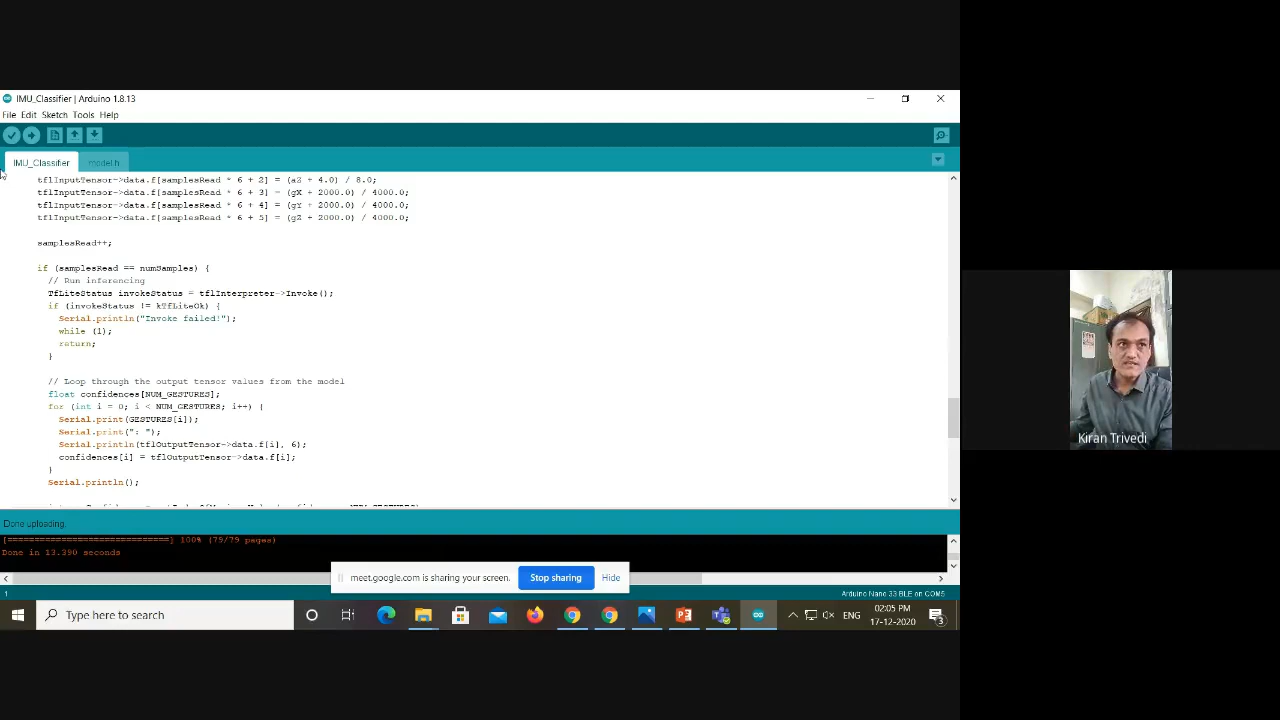 IMU_Classifier | Arduino 1.8.13
File Edit Sketch Tools Help
IMU_Classifier model.h
tflInputTensor->data.f[samplesRead * 6 + 2] = (aZ + 4.0) / 8.0;
tflInputTensor->data.f[samplesRead * 6 + 3] = (gX + 2000.0) / 4000.0;
tflInputTensor->data.f[samplesRead * 6 + 4] = (gY + 2000.0) / 4000.0;
tflInputTensor->data.f[samplesRead * 6 + 5] = (gZ + 2000.0) / 4000.0;
samplesRead++;
if (samplesRead == numSamples) {
// Run inferencing
TfLiteStatus invokeStatus = tflInterpreter->Invoke();
if (invokeStatus != kTfLiteOk) {
Serial.println("Invoke failed!");
while (1);
return;
}
// Loop through the output tensor values from the model
float confidences[NUM_GESTURES];
for (int i = 0; i < NUM_GESTURES; i++) {
Serial.print(GESTURES[i]);
Serial.print(": ");
Serial.println(tflOutputTensor->data.f[i], 6);
confidences[i] = tflOutputTensor->data.f[i];
}
Serial.println();
Done uploading.
[==============================] 100% (79/79 pages)
Done in 13.390 seconds
meet.google.com is sharing your screen. Stop sharing Hide
1 Arduino Nano 33 BLE on COM5
Type here to search
ENG
02:05 PM
17-12-2020
3
Kiran Trivedi